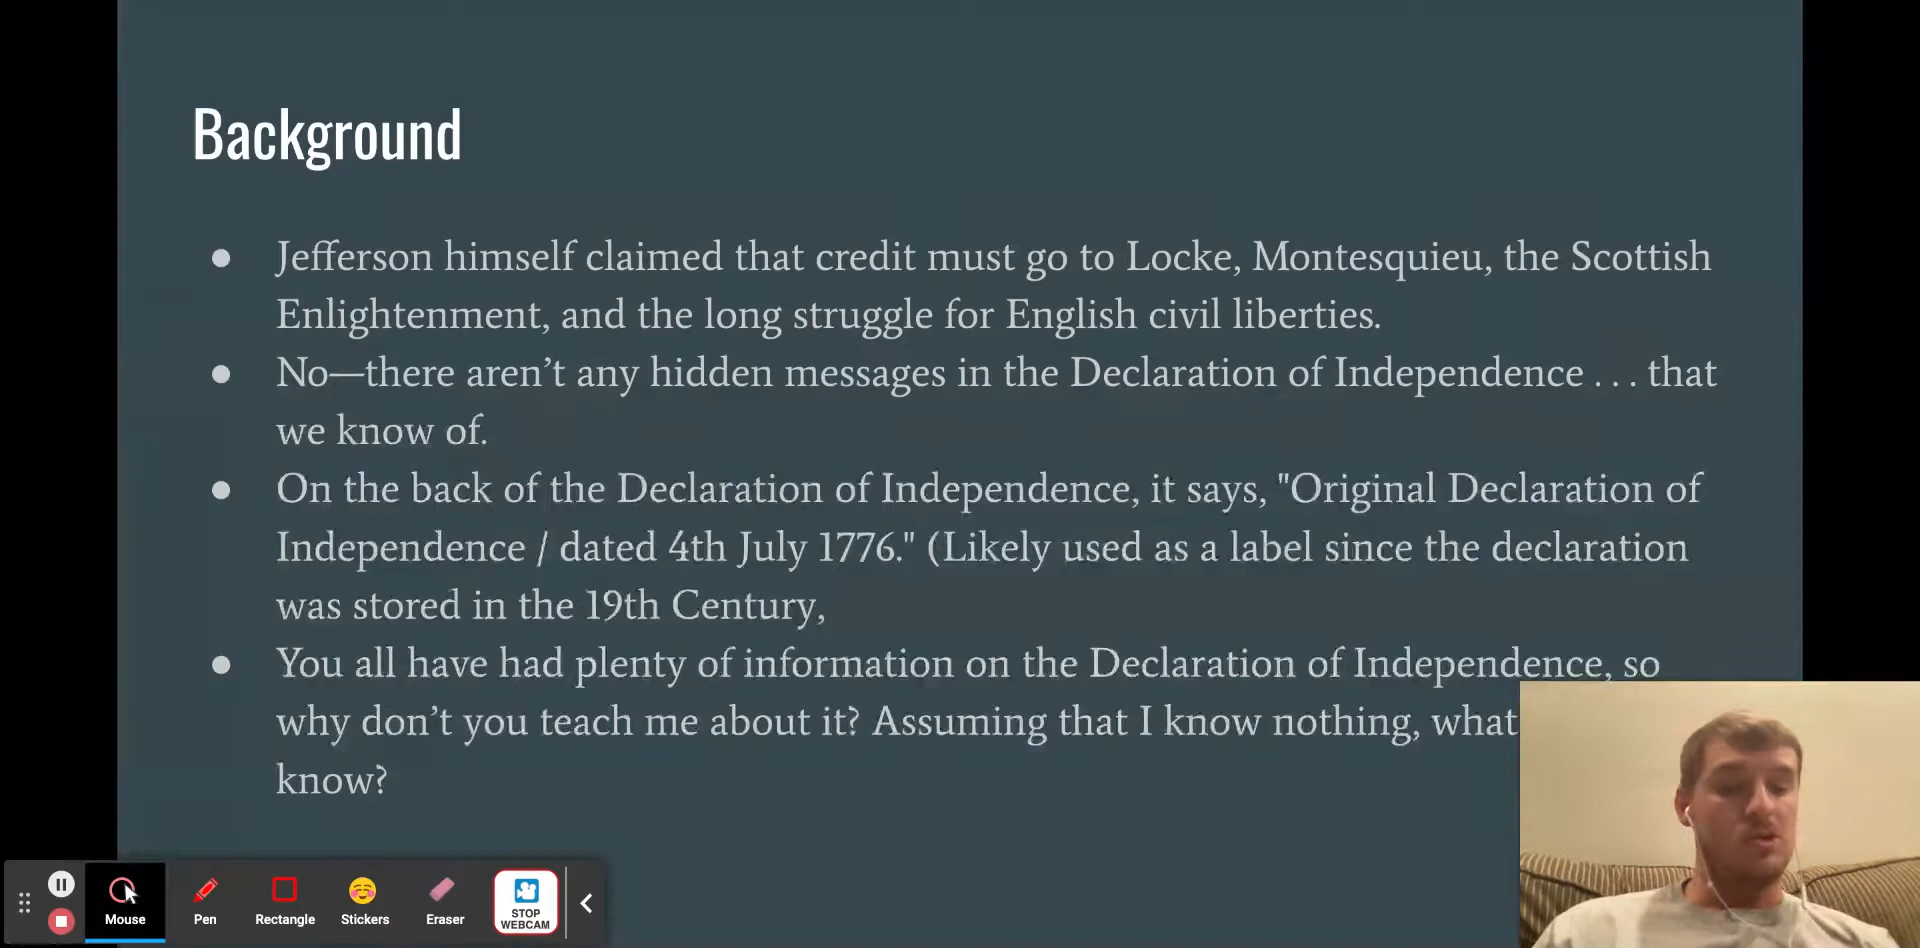 Background
Jefferson himself claimed that credit must go to Locke, Montesquieu, the Scottish
Enlightenment, and the long struggle for English civil liberties.
No—there aren’t any hidden messages in the Declaration of Independence . . . that
we know of.
On the back of the Declaration of Independence, it says, "Original Declaration of
Independence / dated 4th July 1776." (Likely used as a label since the declaration
was stored in the 19th Century,
You all have had plenty of information on the Declaration of Independence, so
why don’t you teach me about it? Assuming that I know nothing, what
know?
Mouse
Pen
Rectangle
Stickers
Eraser
STOP
WEBCAM